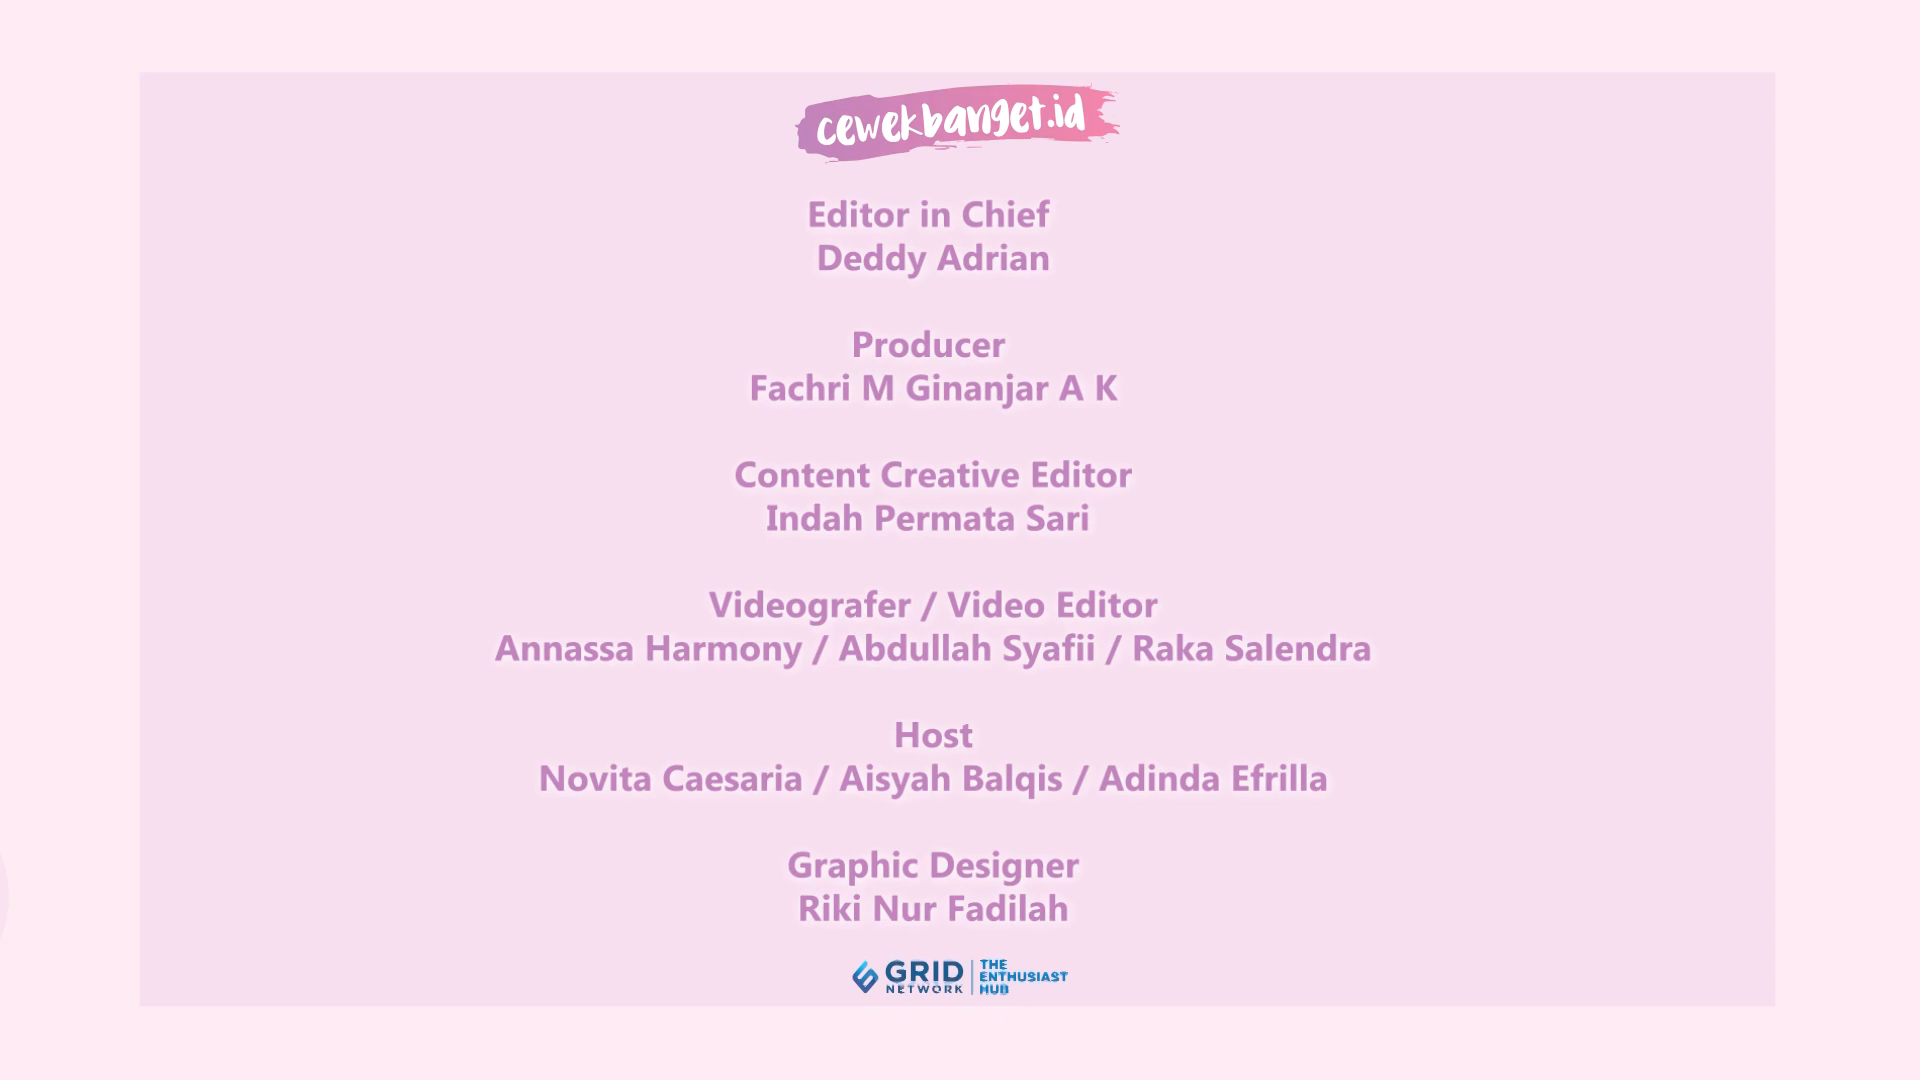 cewekbanget.id
Editor in Chief
Deddy Adrian
Producer
Fachri M Ginanjar A K
Content Creative Editor
Indah Permata Sari
Videografer / Video Editor
Annassa Harmony / Abdullah Syafii / Raka Salendra
Host
Novita Caesaria / Aisyah Balqis / Adinda Efrilla
Graphic Designer
Riki Nur Fadilah
GRID
NETWORK
THE
ENTHUSIAST
HUB